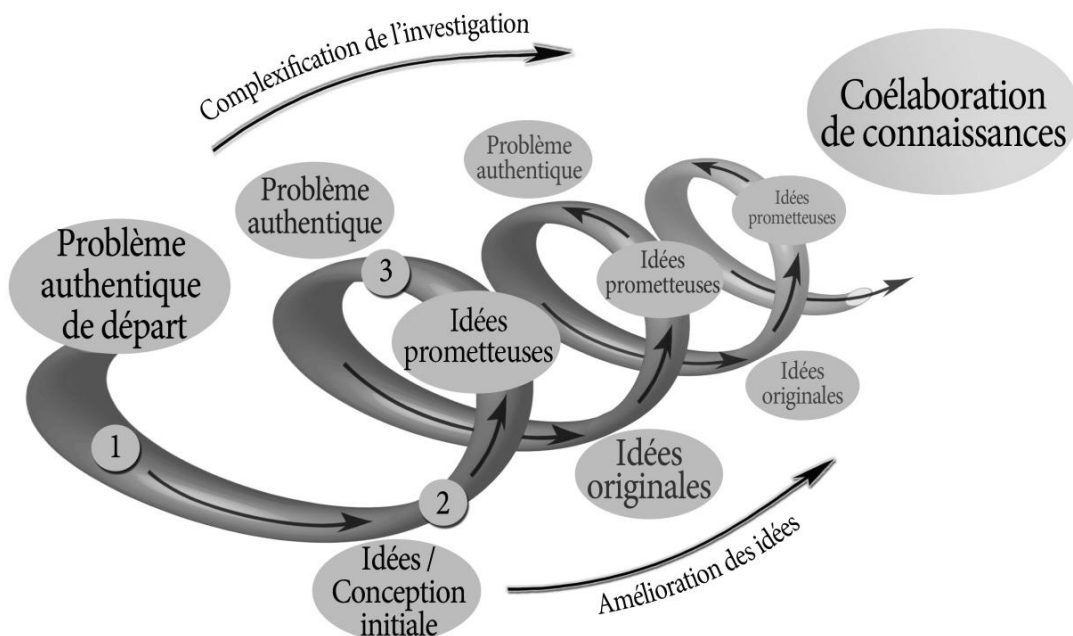 Complexification de l'investigation
Coélaboration
de connaissances
Problème
authentique
Problème
authentique
Idées
prometteuses
Problème
authentique
de départ
3
Idées
prometteuses
Idées
prometteuses
1
2
Idées
originales
Idées
originales
Idées /
Conception
initiale
Amélioration des idées